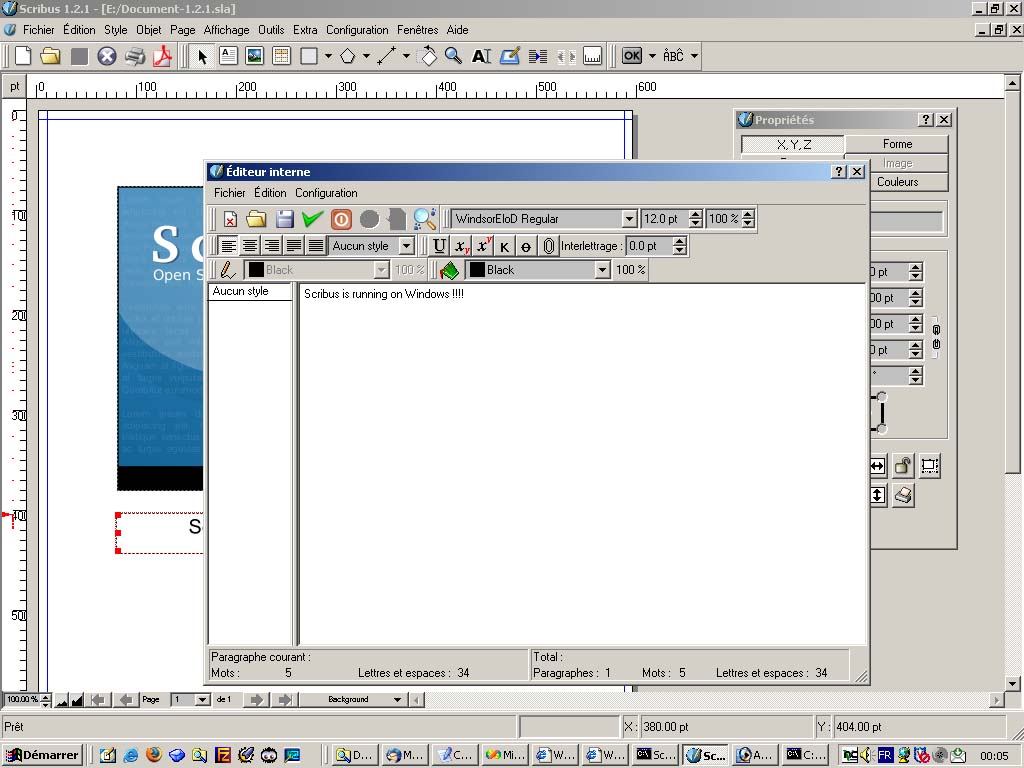 Scribus 1.2.1 - [E:/Document-1.2.1.sla]
Fichier Édition Style Objet Page Affichage Outils Extra Configuration Fenêtres Aide
OK ABC
pt 0 100 200 300 400 500 600
0
100
200
300
400
500
Propriétés
X,Y,Z Forme
Image
Couleurs
Éditeur interne
Fichier Édition Configuration
WindsorEloD Regular 12.0 pt 100 %
Aucun style U K O Interlettrage : 0.0 pt
Black 100 % Black 100 %
Aucun style
Scribus is running on Windows !!!!
Open S
0 pt
00 pt
00 pt
0 pt
°
Paragraphe courant :
Mots : 5 Lettres et espaces : 34
Total :
Paragraphes : 1 Mots : 5 Lettres et espaces : 34
100.00 % Page 1 de 1 Background
Prêt X : 380.00 pt Y : 404.00 pt
Démarrer D... M... C... Mi... W... W... Sc... Sc... A... C:... FR 00:05